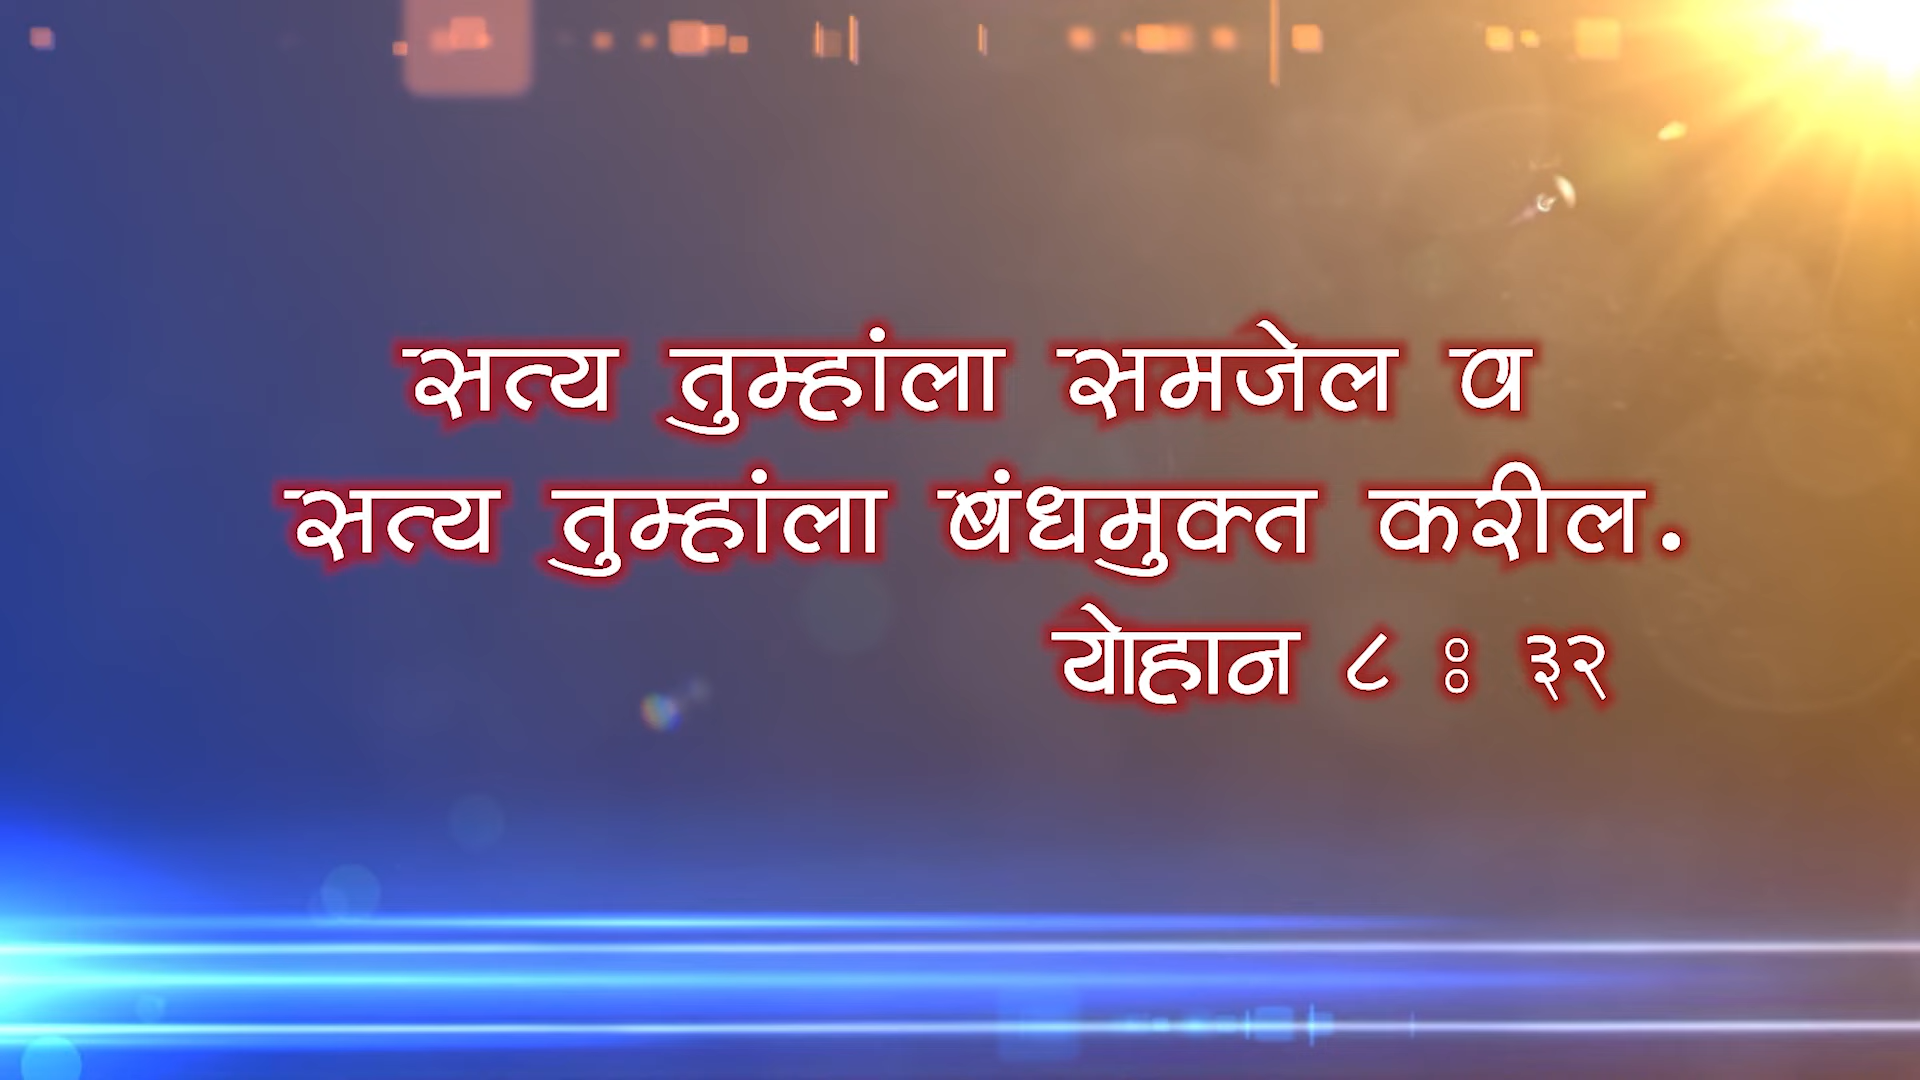 सत्य तुम्हांला समजेल व
सत्य तुम्हांला बंधमुक्त करील.
योहान ८ : ३२